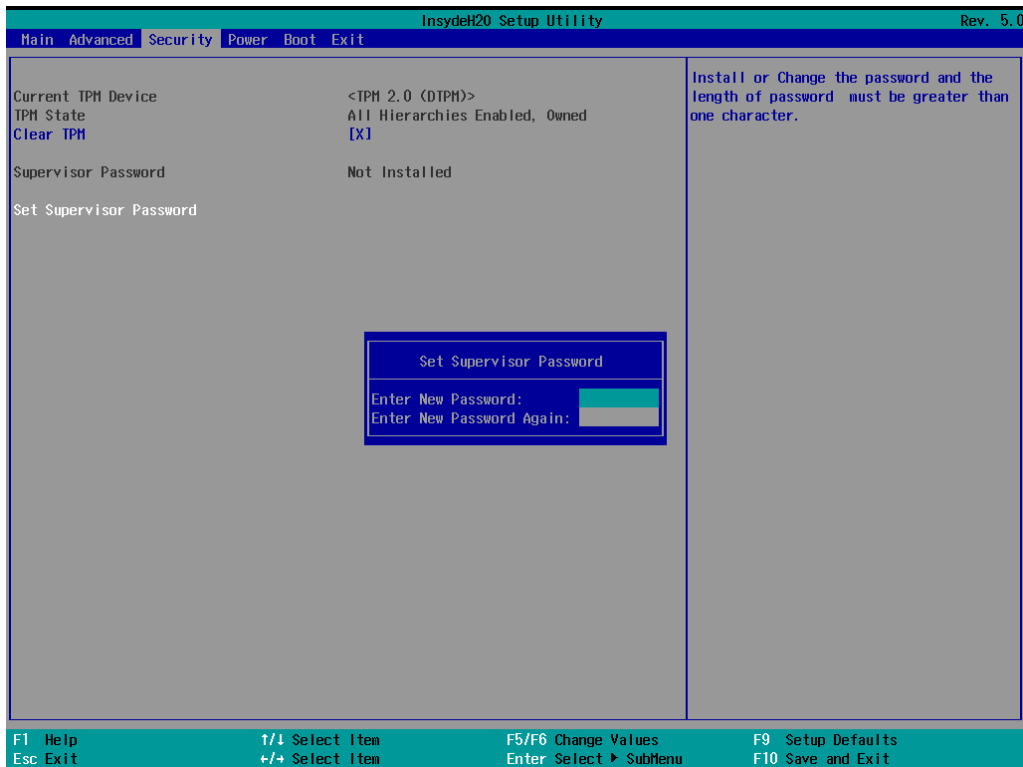 InsydeH20 Setup Utility Rev. 5.0
Main Advanced Security Power Boot Exit
Current TPM Device <TPM 2.0 (DTPM)>
TPM State All Hierarchies Enabled, Owned
Clear TPM [X]
Supervisor Password Not Installed
Set Supervisor Password
Install or Change the password and the
length of password must be greater than
one character.
Set Supervisor Password
Enter New Password:
Enter New Password Again:
F1 Help ↑/↓ Select Item F5/F6 Change Values F9 Setup Defaults
Esc Exit ←/→ Select Item Enter Select ▶ SubMenu F10 Save and Exit